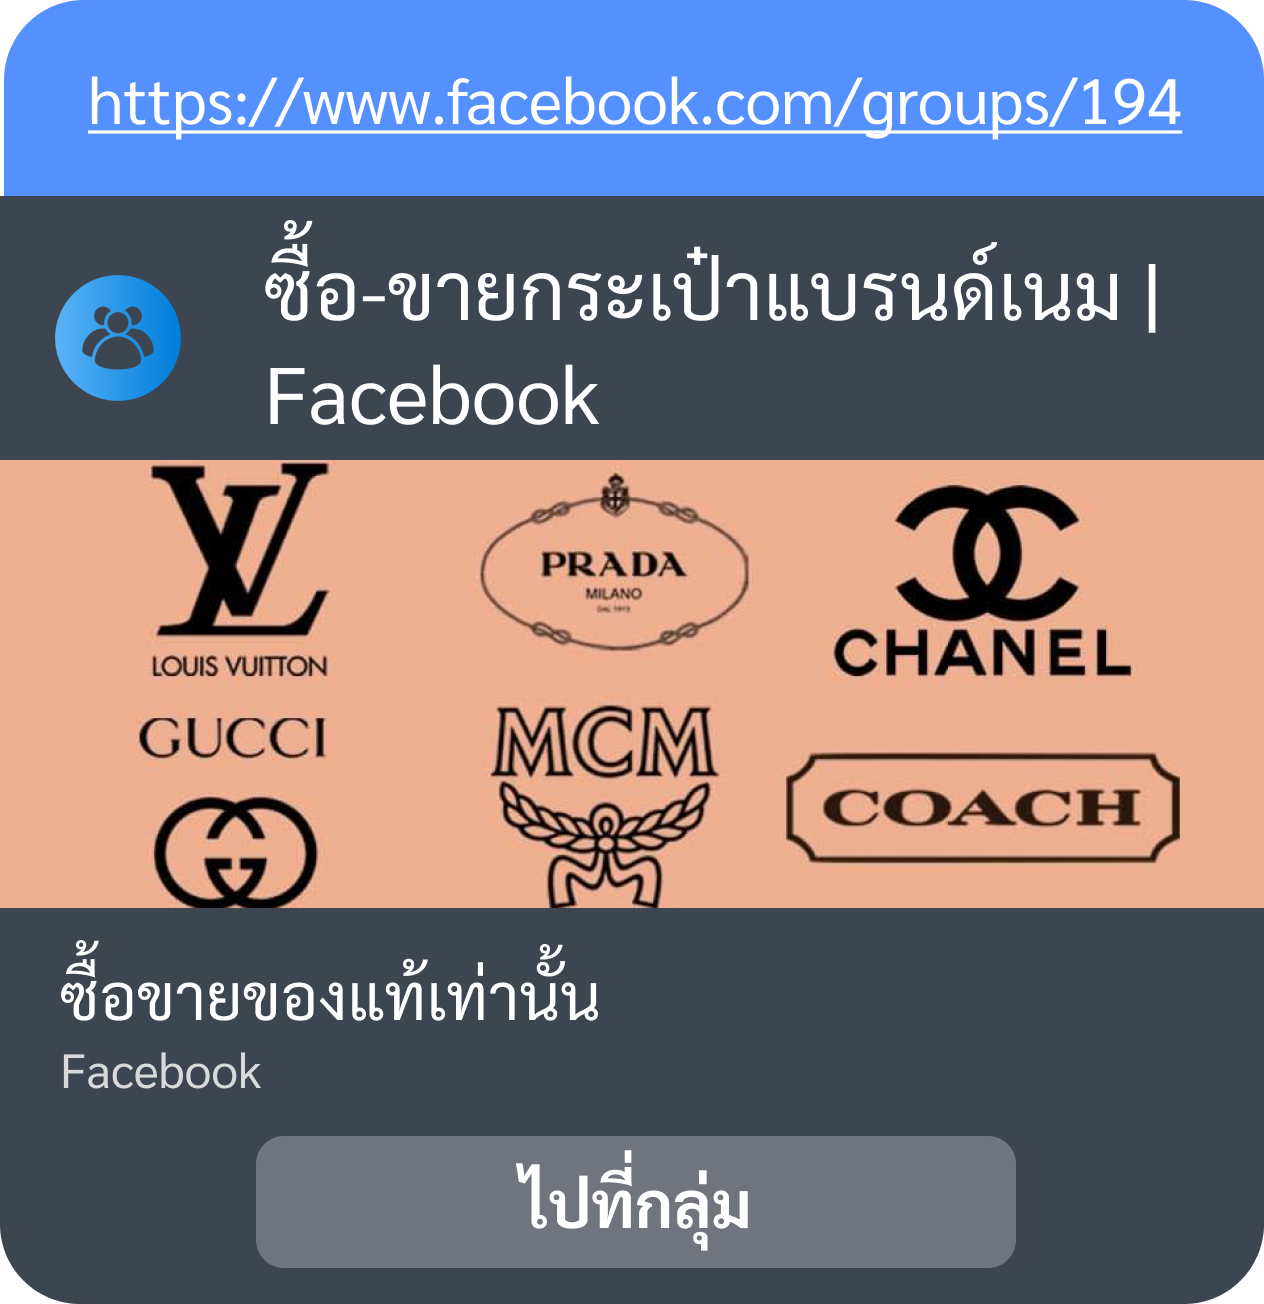 https://www.facebook.com/groups/194
ซื้อ-ขายกระเป๋าแบรนด์เนม |
Facebook
LOUIS VUITTON
PRADA
MILANO
DAL 1913
CHANEL
GUCCI
MCM
COACH
ซื้อขายของแท้เท่านั้น
Facebook
ไปที่กลุ่ม